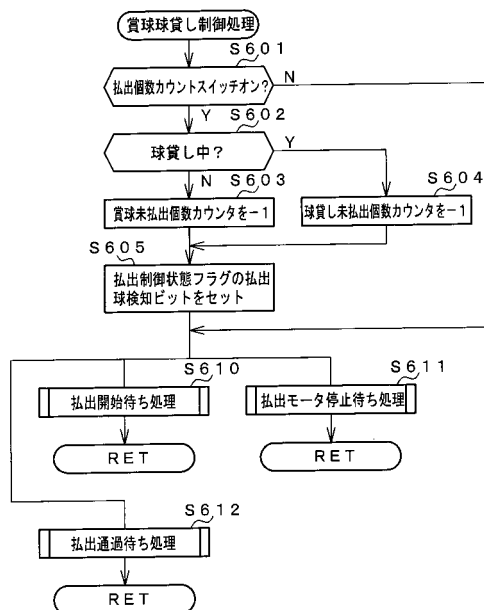 賞球球貸し制御処理
S601
払出個数カウントスイッチオン?
N
Y
S602
球貸し中?
Y
N
S603
S604
賞球未払出個数カウンタを−1
球貸し未払出個数カウンタを−1
S605
払出制御状態フラグの払出
球検知ビットをセット
S610
S611
払出開始待ち処理
払出モータ停止待ち処理
RET
RET
S612
払出通過待ち処理
RET